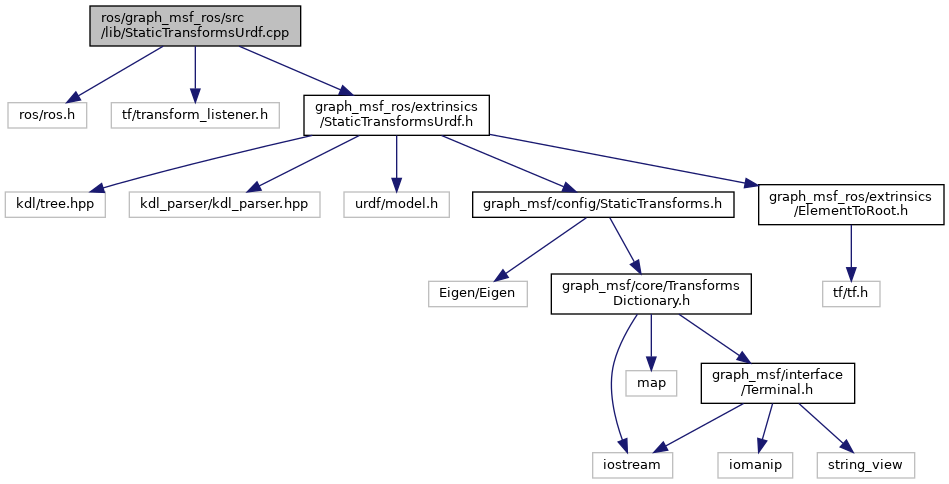 ros/graph_msf_ros/src
/lib/StaticTransformsUrdf.cpp
ros/ros.h
tf/transform_listener.h
graph_msf_ros/extrinsics
/StaticTransformsUrdf.h
kdl/tree.hpp
kdl_parser/kdl_parser.hpp
urdf/model.h
graph_msf/config/StaticTransforms.h
graph_msf_ros/extrinsics
/ElementToRoot.h
Eigen/Eigen
graph_msf/core/Transforms
Dictionary.h
tf/tf.h
map
graph_msf/interface
/Terminal.h
iostream
iomanip
string_view